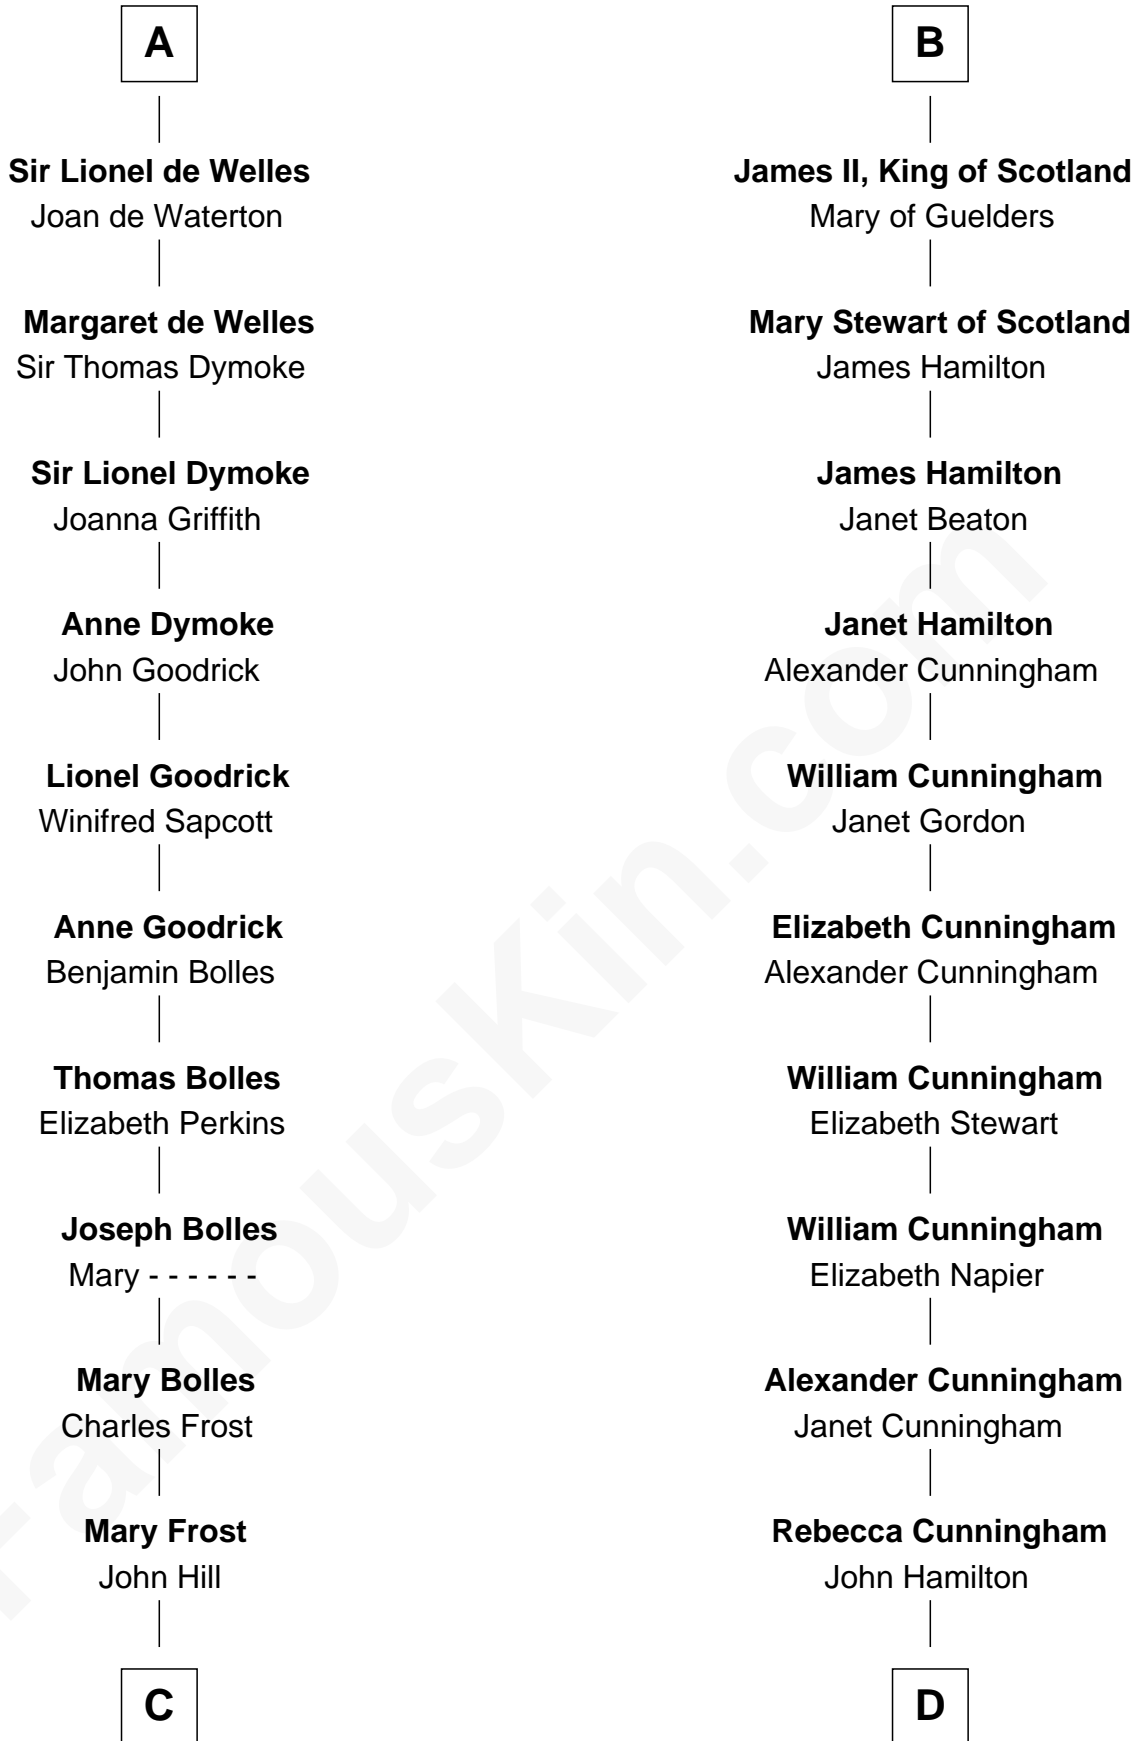 A
Sir Lionel de Welles
Joan de Waterton
Margaret de Welles
Sir Thomas Dymoke
Sir Lionel Dymoke
Joanna Griffith
Anne Dymoke
John Goodrick
Lionel Goodrick
Winifred Sapcott
Anne Goodrick
Benjamin Bolles
Thomas Bolles
Elizabeth Perkins
Joseph Bolles
Mary - - - - - -
Mary Bolles
Charles Frost
Mary Frost
John Hill
C
B
James II, King of Scotland
Mary of Guelders
Mary Stewart of Scotland
James Hamilton
James Hamilton
Janet Beaton
Janet Hamilton
Alexander Cunningham
William Cunningham
Janet Gordon
Elizabeth Cunningham
Alexander Cunningham
William Cunningham
Elizabeth Stewart
William Cunningham
Elizabeth Napier
Alexander Cunningham
Janet Cunningham
Rebecca Cunningham
John Hamilton
D
FamousKin.com